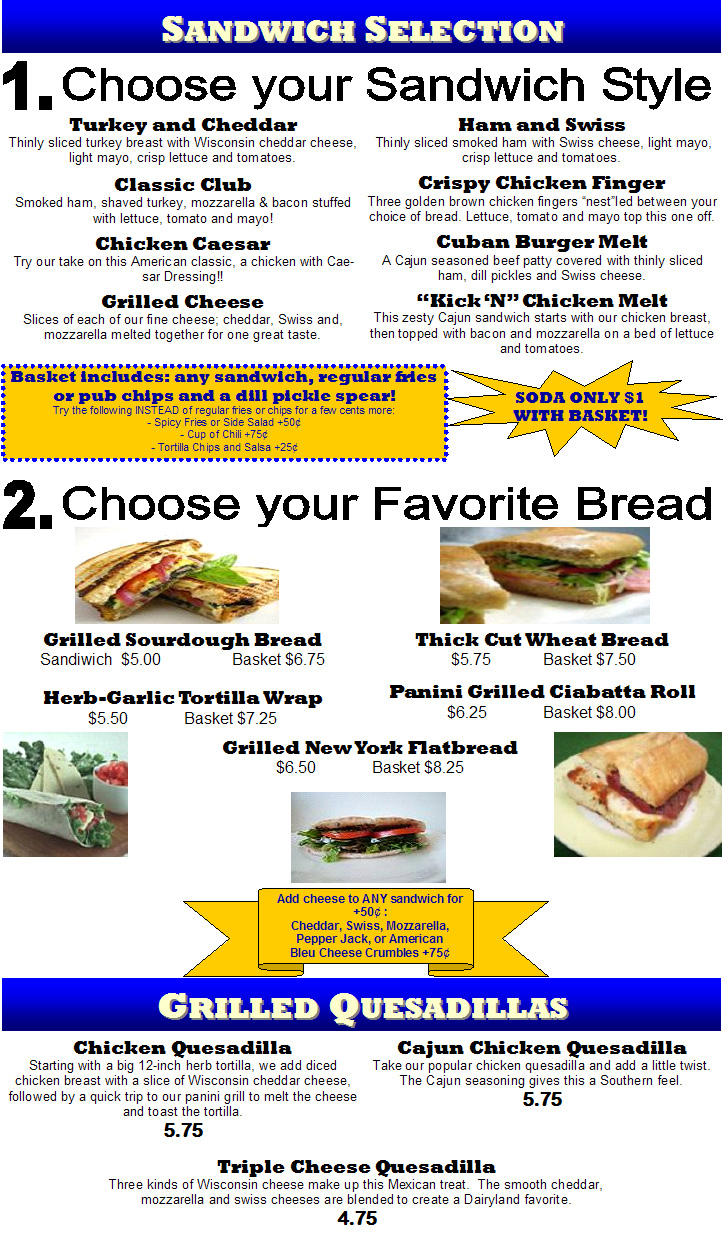 SANDWICH SELECTION
1. Choose your Sandwich Style
Turkey and Cheddar
Thinly sliced turkey breast with Wisconsin cheddar cheese,
light mayo, crisp lettuce and tomatoes.
Ham and Swiss
Thinly sliced smoked ham with Swiss cheese, light mayo,
crisp lettuce and tomatoes.
Classic Club
Smoked ham, shaved turkey, mozzarella & bacon stuffed
with lettuce, tomato and mayo!
Crispy Chicken Finger
Three golden brown chicken fingers “nest”led between your
choice of bread. Lettuce, tomato and mayo top this one off.
Chicken Caesar
Try our take on this American classic, a chicken with Cae-
sar Dressing!!
Cuban Burger Melt
A Cajun seasoned beef patty covered with thinly sliced
ham, dill pickles and Swiss cheese.
Grilled Cheese
Slices of each of our fine cheese; cheddar, Swiss and,
mozzarella melted together for one great taste.
“Kick ‘N” Chicken Melt
This zesty Cajun sandwich starts with our chicken breast,
then topped with bacon and mozzarella on a bed of lettuce
and tomatoes.
Basket includes: any sandwich, regular fries
or pub chips and a dill pickle spear!
Try the following INSTEAD of regular fries or chips for a few cents more:
- Spicy Fries or Side Salad +50¢
- Cup of Chili +75¢
- Tortilla Chips and Salsa +25¢
SODA ONLY $1
WITH BASKET!
2. Choose your Favorite Bread
Grilled Sourdough Bread
Sandwich $5.00 Basket $6.75
Thick Cut Wheat Bread
$5.75 Basket $7.50
Herb-Garlic Tortilla Wrap
$5.50 Basket $7.25
Panini Grilled Ciabatta Roll
$6.25 Basket $8.00
Grilled New York Flatbread
$6.50 Basket $8.25
Add cheese to ANY sandwich for
+50¢ :
Cheddar, Swiss, Mozzarella,
Pepper Jack, or American
Bleu Cheese Crumbles +75¢
GRILLED QUESADILLAS
Chicken Quesadilla
Starting with a big 12-inch herb tortilla, we add diced
chicken breast with a slice of Wisconsin cheddar cheese,
followed by a quick trip to our panini grill to melt the cheese
and toast the tortilla.
5.75
Cajun Chicken Quesadilla
Take our popular chicken quesadilla and add a little twist.
The Cajun seasoning gives this a Southern feel.
5.75
Triple Cheese Quesadilla
Three kinds of Wisconsin cheese make up this Mexican treat. The smooth cheddar,
mozzarella and swiss cheeses are blended to create a Dairyland favorite.
4.75